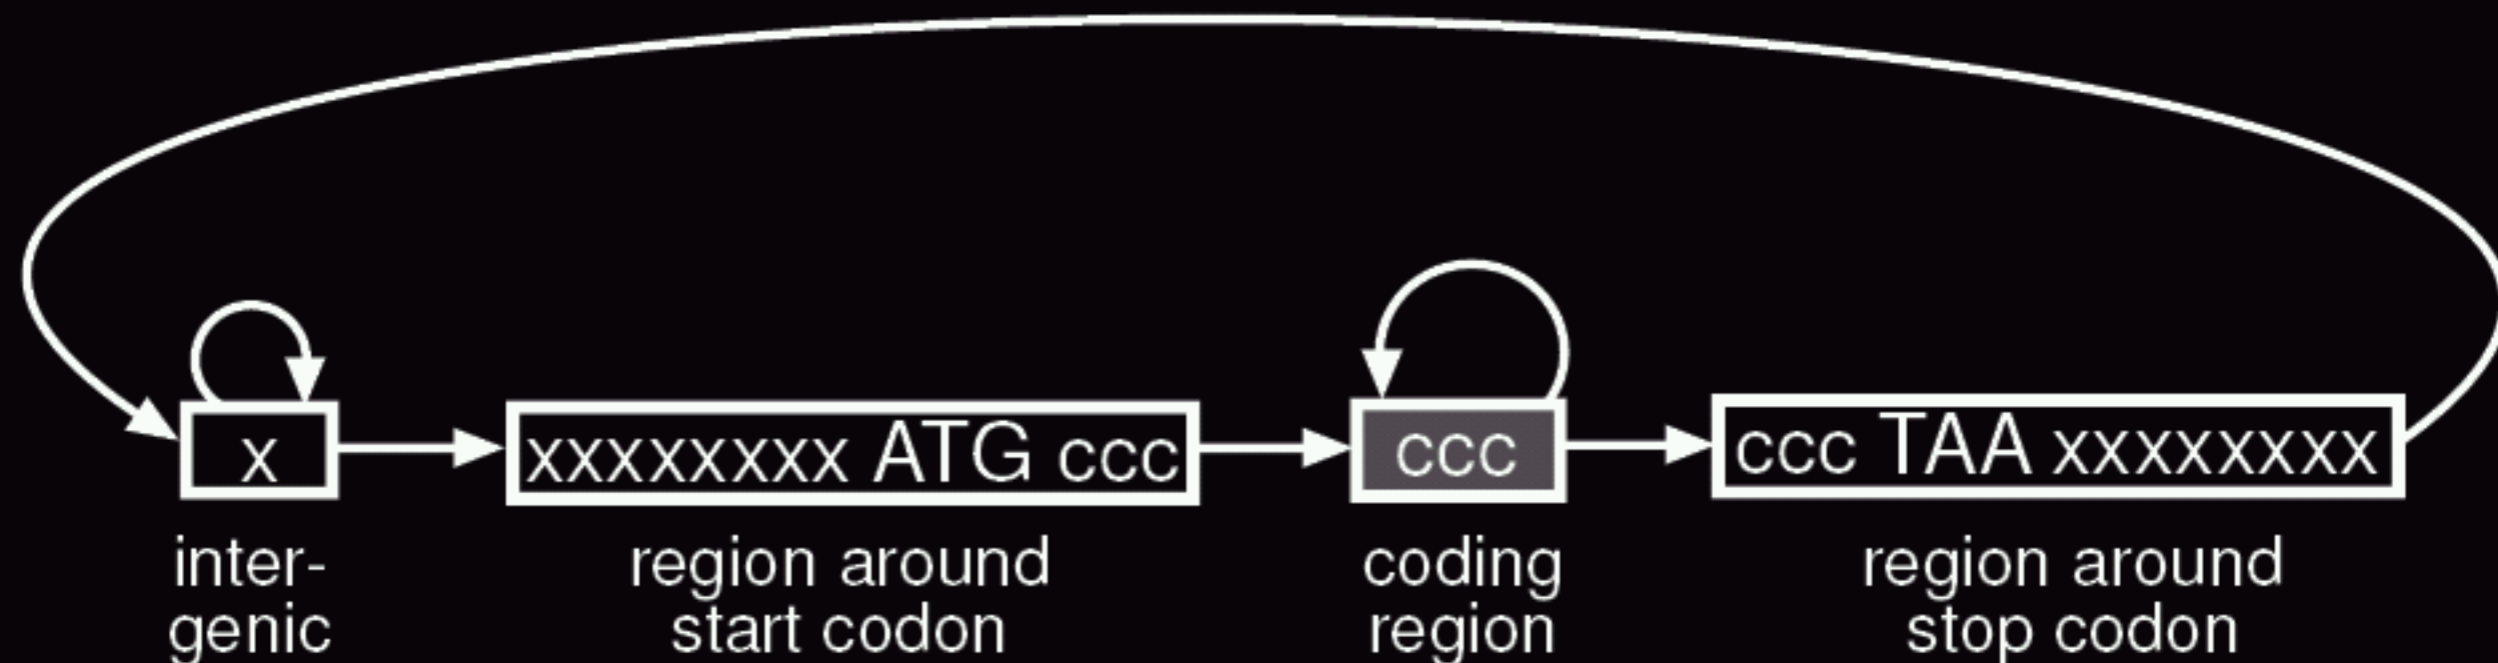 x
xxxxxxxx ATG ccc
ccc
ccc TAA xxxxxxxx
inter-
genic
region around
start codon
coding
region
region around
stop codon